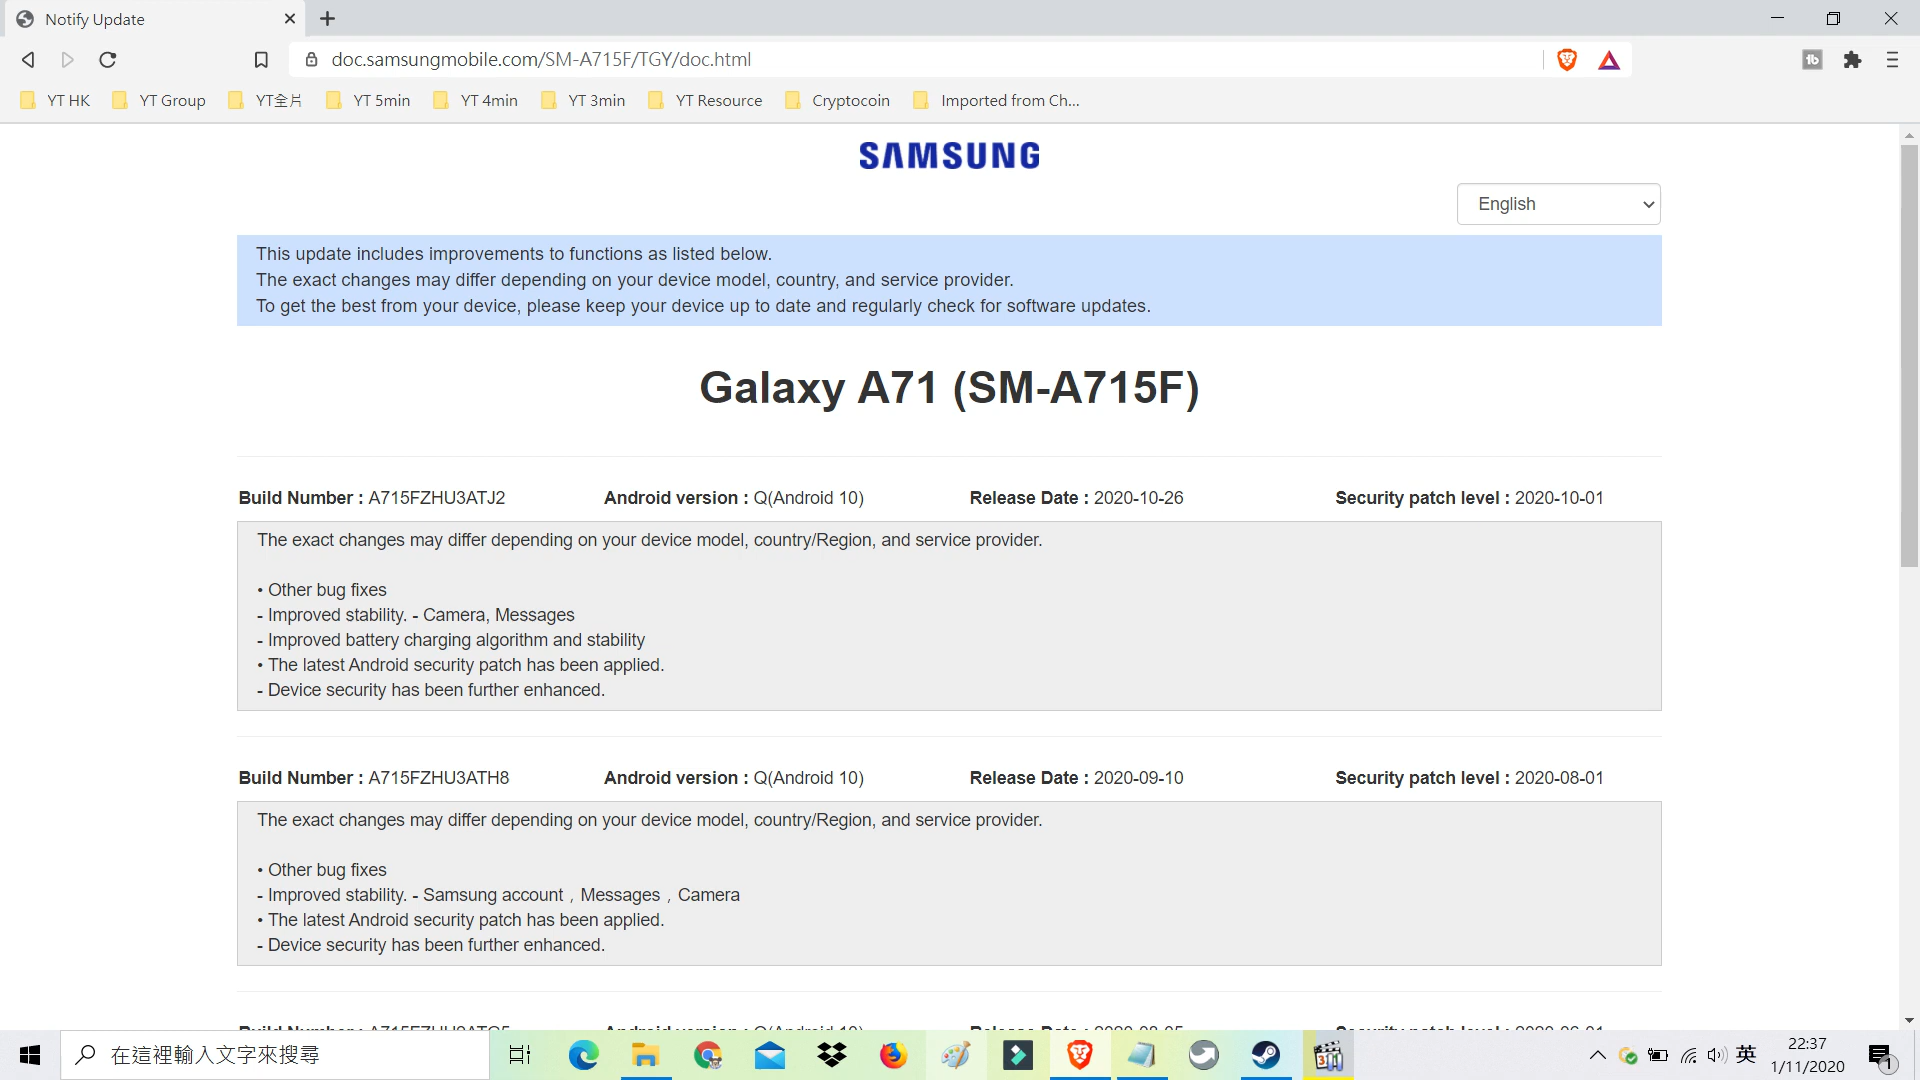 Notify Update
doc.samsungmobile.com/SM-A715F/TGY/doc.html
YT HK
YT Group
YT全片
YT 5min
YT 4min
YT 3min
YT Resource
Cryptocoin
Imported from Ch...
SAMSUNG
English
This update includes improvements to functions as listed below.
The exact changes may differ depending on your device model, country, and service provider.
To get the best from your device, please keep your device up to date and regularly check for software updates.
Galaxy A71 (SM-A715F)
Build Number : A715FZHU3ATJ2 Android version : Q(Android 10) Release Date : 2020-10-26 Security patch level : 2020-10-01
The exact changes may differ depending on your device model, country/Region, and service provider.
• Other bug fixes
- Improved stability. - Camera, Messages
- Improved battery charging algorithm and stability
• The latest Android security patch has been applied.
- Device security has been further enhanced.
Build Number : A715FZHU3ATH8 Android version : Q(Android 10) Release Date : 2020-09-10 Security patch level : 2020-08-01
The exact changes may differ depending on your device model, country/Region, and service provider.
• Other bug fixes
- Improved stability. - Samsung account , Messages , Camera
• The latest Android security patch has been applied.
- Device security has been further enhanced.
在這裡輸入文字來搜尋
英
22:37
1/11/2020
1